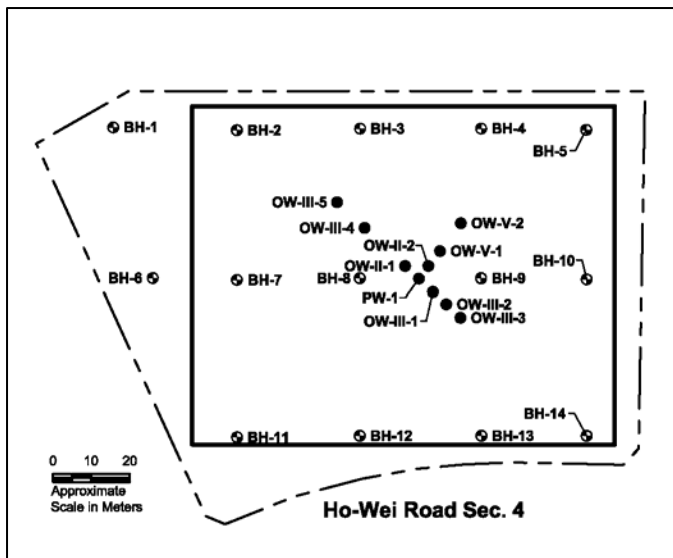 BH-1
BH-2
BH-3
BH-4
BH-5
OW-III-5
OW-V-2
OW-III-4
OW-II-2
OW-V-1
OW-II-1
BH-6
BH-7
BH-8
BH-9
BH-10
PW-1
OW-III-2
OW-III-1
OW-III-3
BH-14
BH-11
BH-12
BH-13
0 10 20
Approximate
Scale in Meters
Ho-Wei Road Sec. 4